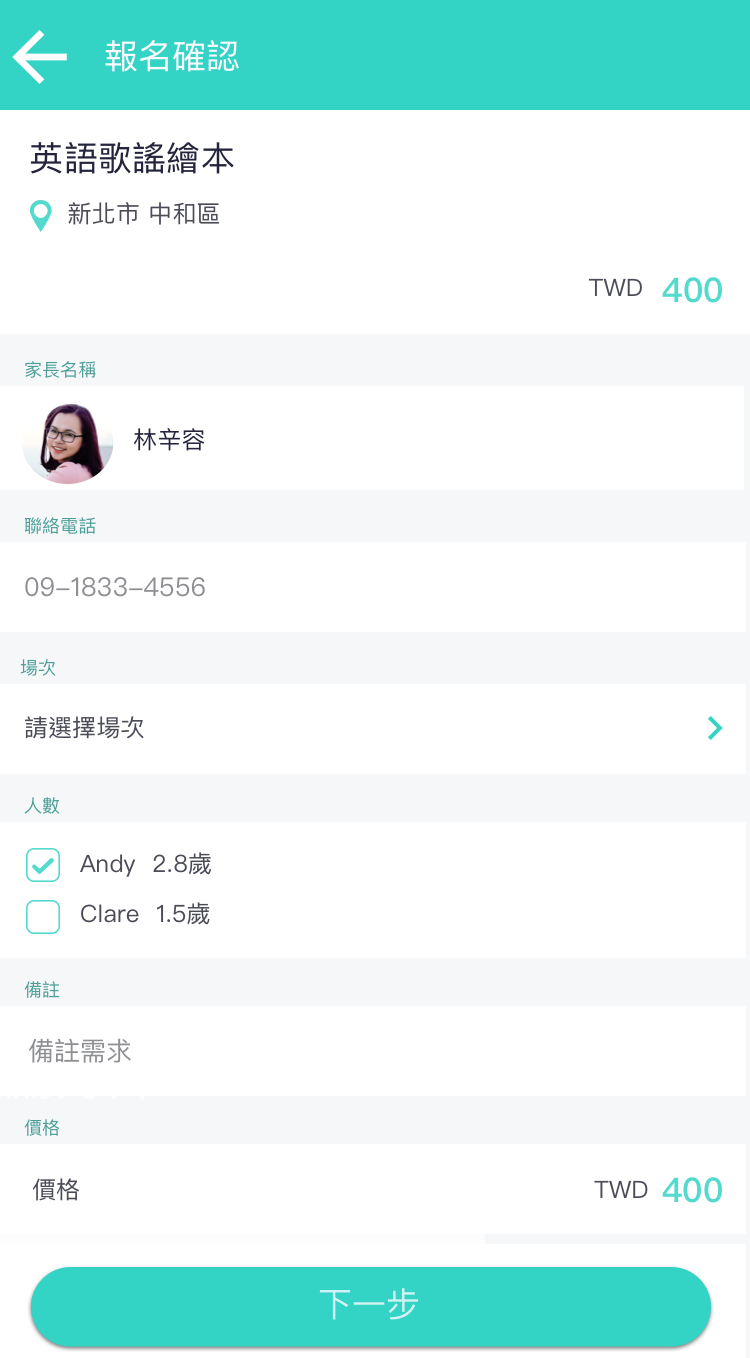 報名確認
英語歌謠繪本
新北市 中和區
TWD 400
家長名稱
林辛容
聯絡電話
09-1833-4556
場次
請選擇場次
人數
Andy 2.8歲
Clare 1.5歲
備註
備註需求
價格
價格 TWD 400
下一步